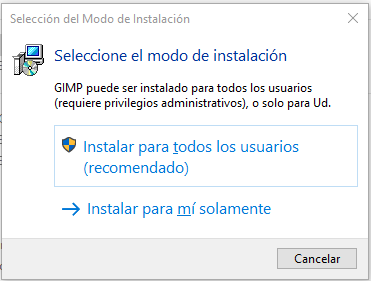 Selección del Modo de Instalación
Seleccione el modo de instalación
GIMP puede ser instalado para todos los usuarios
(requiere privilegios administrativos), o solo para Ud.
Instalar para todos los usuarios
(recomendado)
Instalar para mí solamente
Cancelar